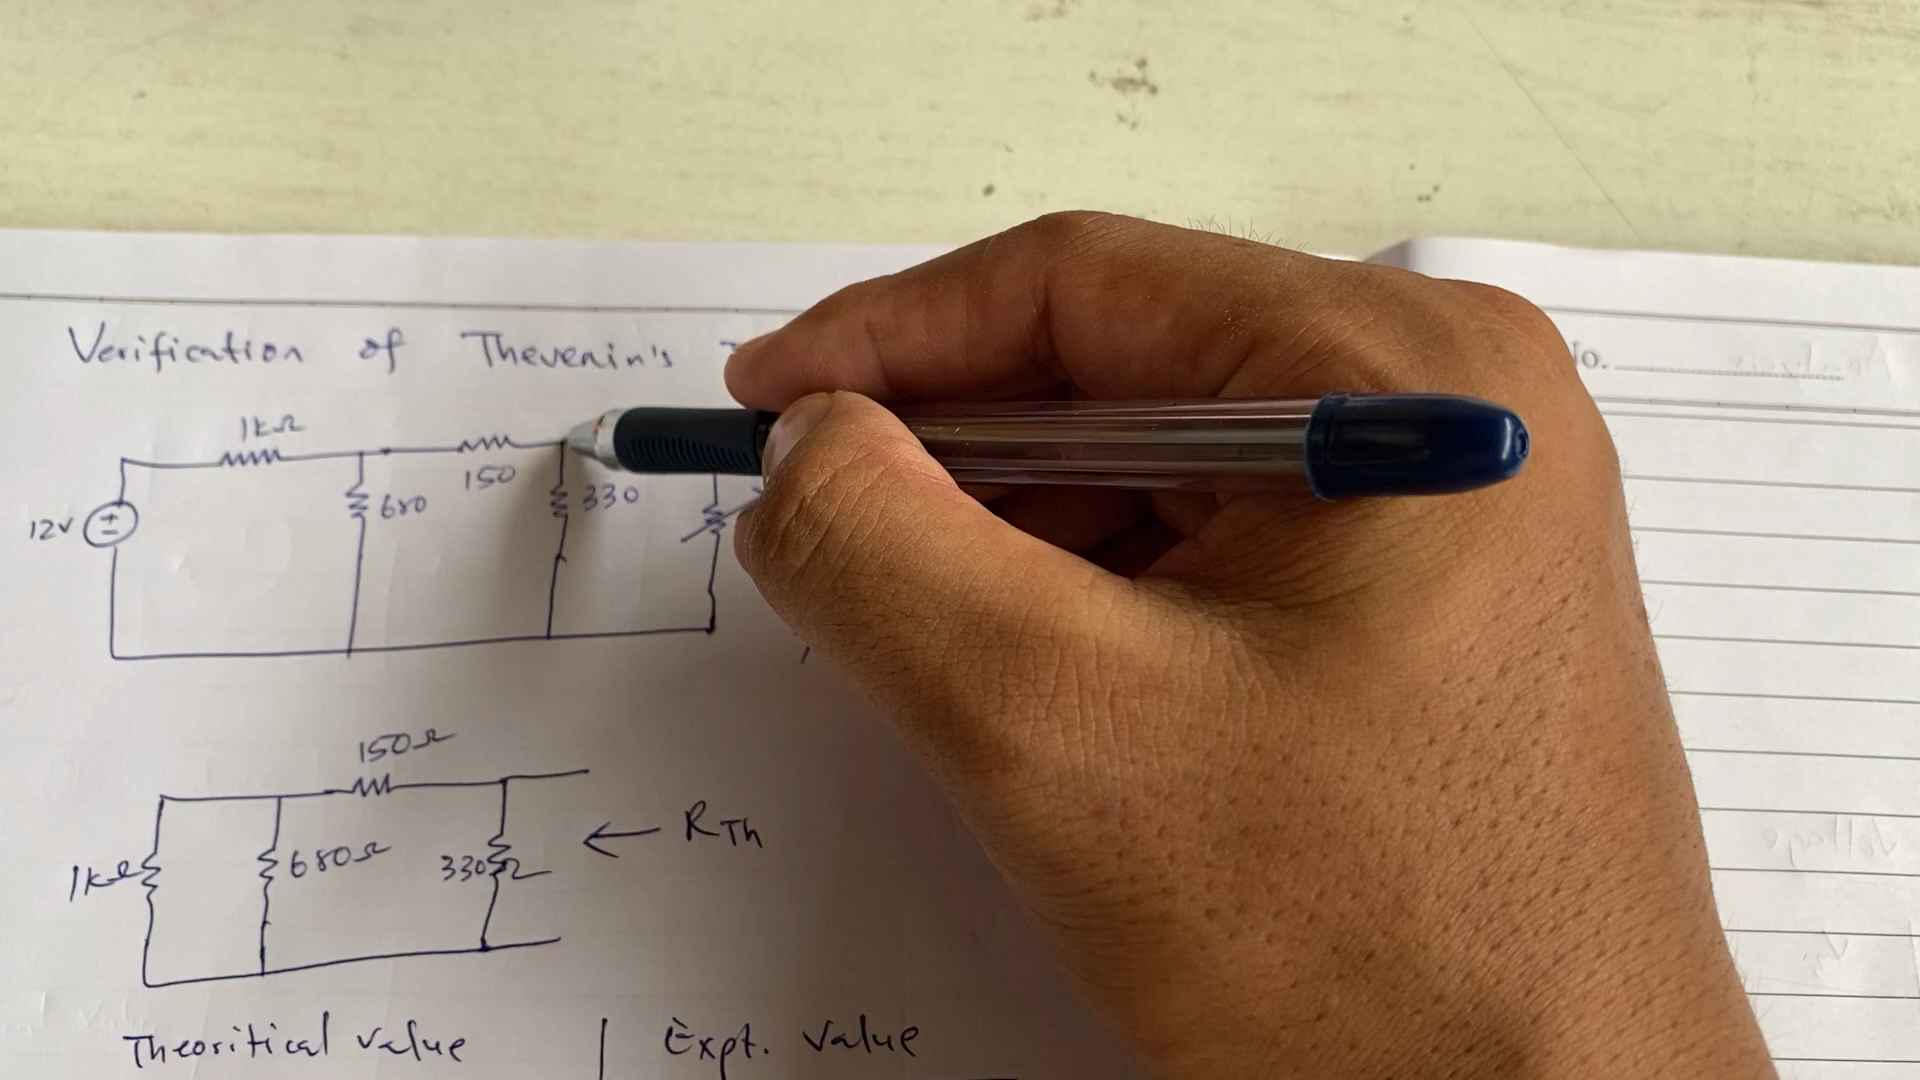 Verification of Thevenin's
1kΩ
150
680
330
12v
150Ω
1kΩ
680Ω
330Ω
← RTh
Theoritical value | Expt. Value
No.